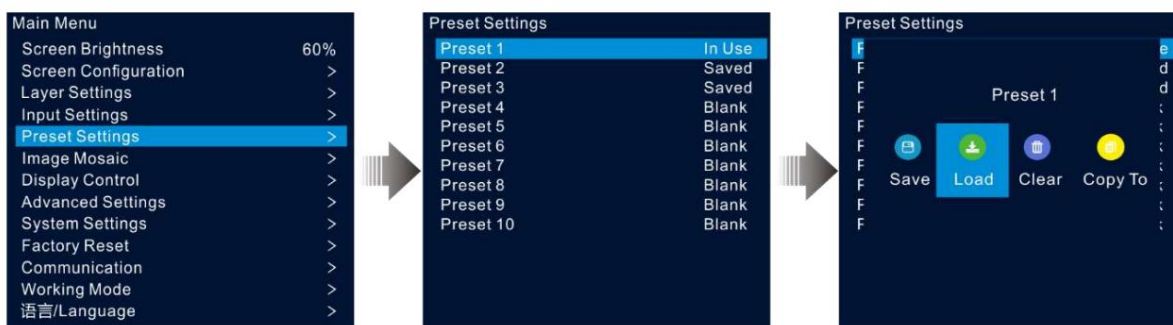 Main Menu
Screen Brightness 60%
Screen Configuration >
Layer Settings >
Input Settings >
Preset Settings >
Image Mosaic >
Display Control >
Advanced Settings >
System Settings >
Factory Reset >
Communication >
Working Mode >
语言/Language >
Preset Settings
Preset 1 In Use
Preset 2 Saved
Preset 3 Saved
Preset 4 Blank
Preset 5 Blank
Preset 6 Blank
Preset 7 Blank
Preset 8 Blank
Preset 9 Blank
Preset 10 Blank
Preset Settings
Preset 1
Save Load Clear Copy To